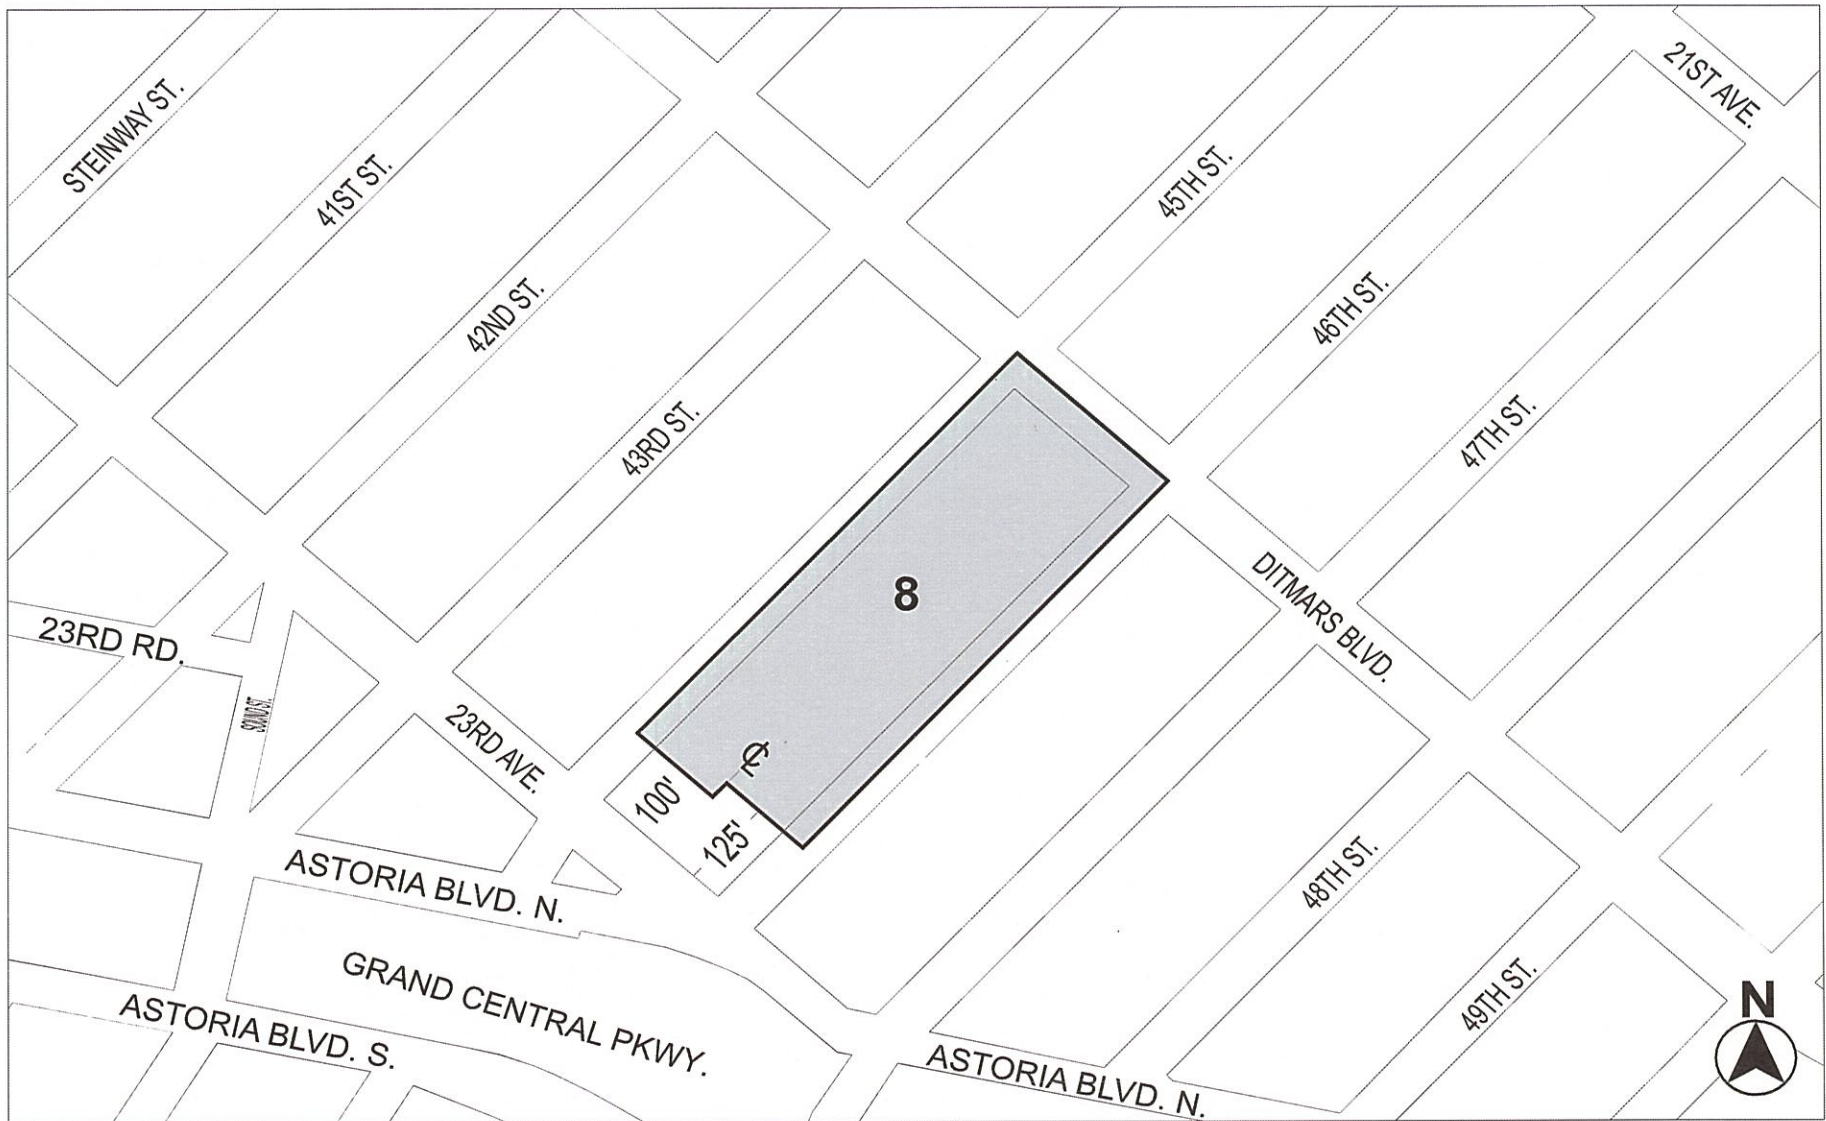 21ST AVE.
STEINWAY ST.
41ST ST.
45TH ST.
42ND ST.
46TH ST.
43RD ST.
47TH ST.
8
DITMARS BLVD.
23RD RD.
SOUND ST.
23RD AVE.
℄
100'
125'
ASTORIA BLVD. N.
48TH ST.
GRAND CENTRAL PKWY.
49TH ST.
N
ASTORIA BLVD. S.
ASTORIA BLVD. N.